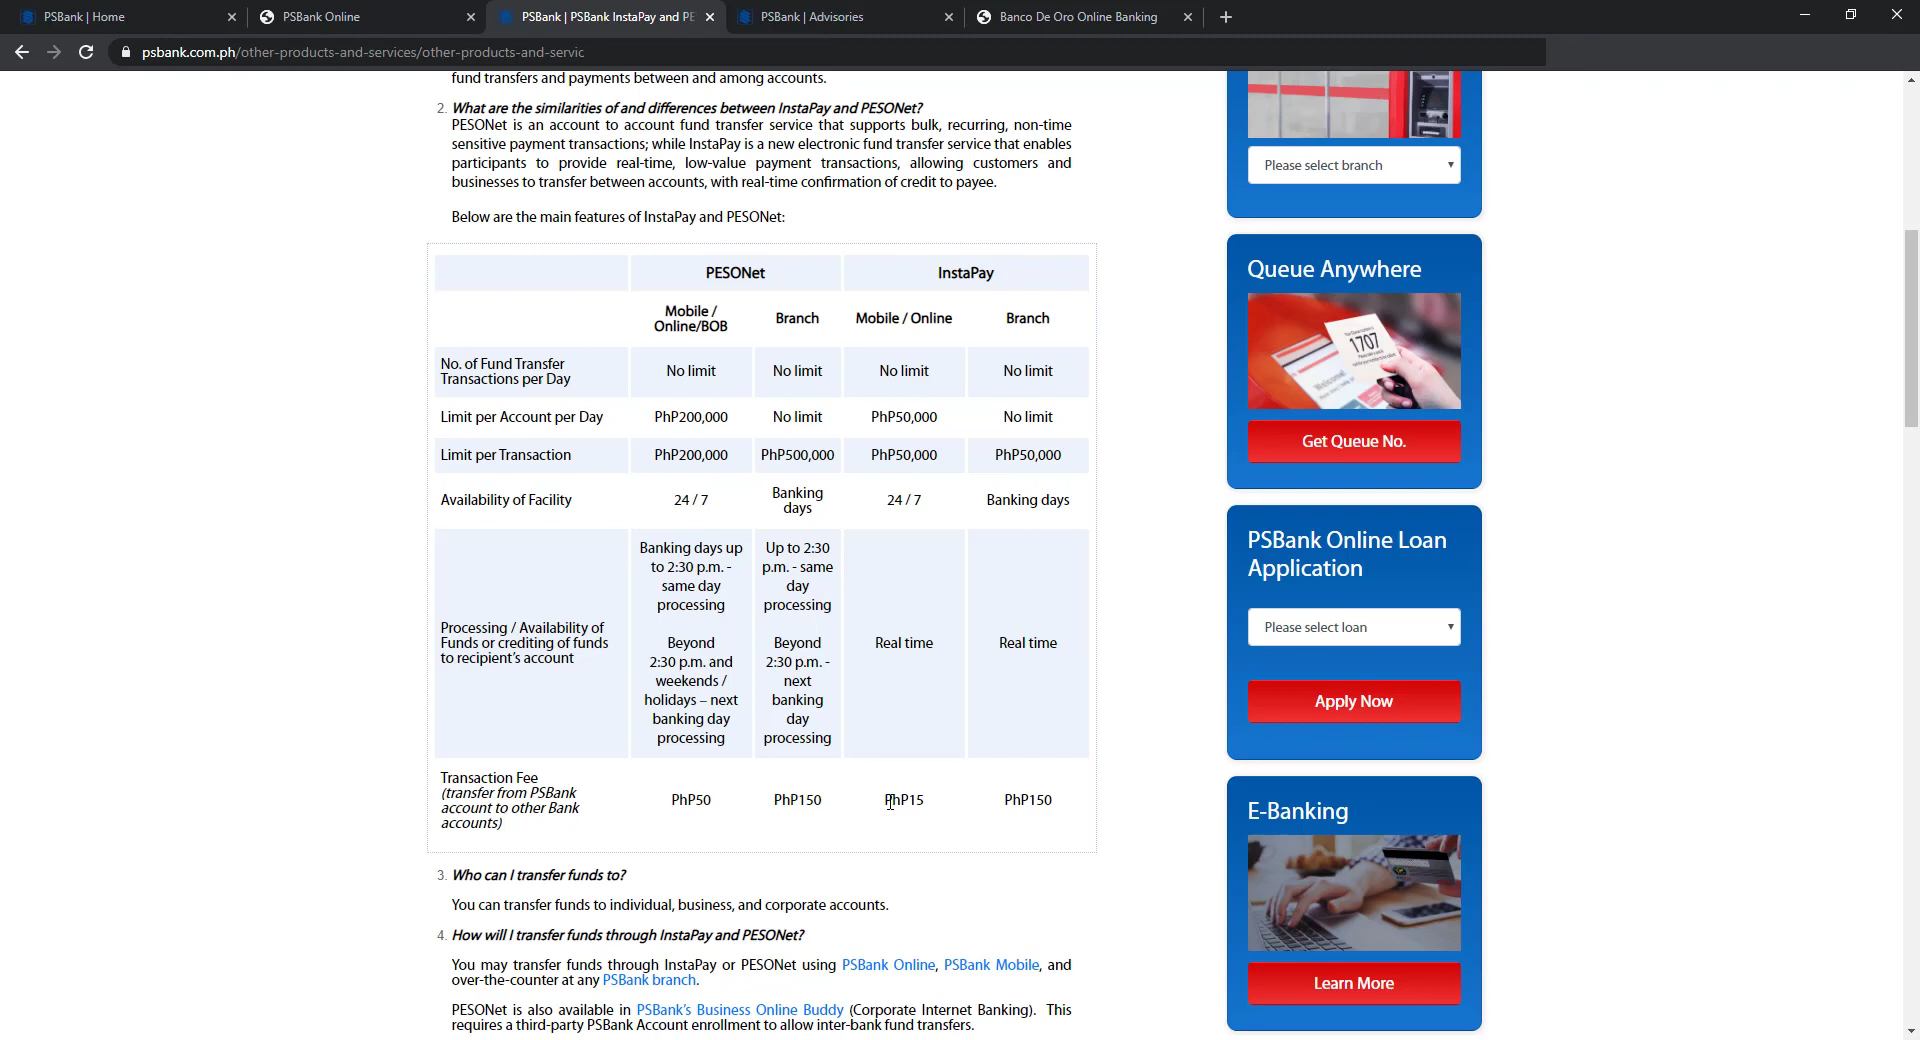 PSBank | Home
PSBank Online
PSBank | PSBank InstaPay and PE
PSBank | Advisories
Banco De Oro Online Banking
psbank.com.ph/other-products-and-services/other-products-and-servic
fund transfers and payments between and among accounts.
2. What are the similarities of and differences between InstaPay and PESONet?
PESONet is an account to account fund transfer service that supports bulk, recurring, non-time
sensitive payment transactions; while InstaPay is a new electronic fund transfer service that enables
participants to provide real-time, low-value payment transactions, allowing customers and
businesses to transfer between accounts, with real-time confirmation of credit to payee.
Below are the main features of InstaPay and PESONet:
PESONet InstaPay
Mobile /
Online/BOB
Branch
Mobile / Online
Branch
No. of Fund Transfer
Transactions per Day
No limit No limit No limit No limit
Limit per Account per Day PhP200,000 No limit PhP50,000 No limit
Limit per Transaction PhP200,000 PhP500,000 PhP50,000 PhP50,000
Availability of Facility
24 / 7
Banking
days
24 / 7
Banking days
Processing / Availability of
Funds or crediting of funds
to recipient's account
Banking days up
to 2:30 p.m. -
same day
processing
Beyond
2:30 p.m. and
weekends /
holidays – next
banking day
processing
Up to 2:30
p.m. - same
day
processing
Beyond
2:30 p.m. -
next
banking
day
processing
Real time
Real time
Transaction Fee
(transfer from PSBank
account to other Bank
accounts)
PhP50 PhP150 PhP15 PhP150
3. Who can I transfer funds to?
You can transfer funds to individual, business, and corporate accounts.
4. How will I transfer funds through InstaPay and PESONet?
You may transfer funds through InstaPay or PESONet using PSBank Online, PSBank Mobile, and
over-the-counter at any PSBank branch.
PESONet is also available in PSBank's Business Online Buddy (Corporate Internet Banking). This
requires a third-party PSBank Account enrollment to allow inter-bank fund transfers.
Please select branch
Queue Anywhere
1707
Get Queue No.
PSBank Online Loan
Application
Please select loan
Apply Now
E-Banking
Learn More